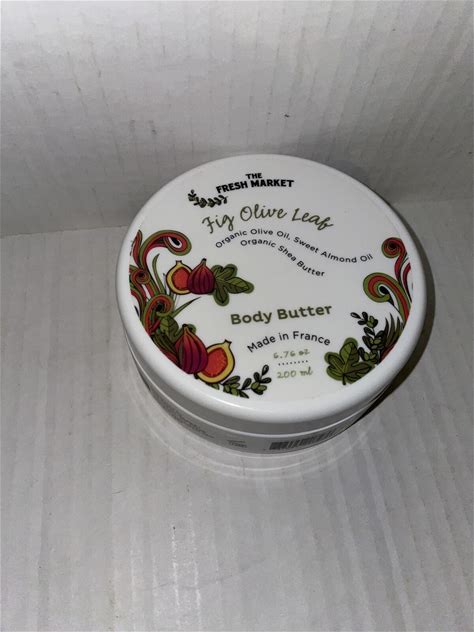 THE
FRESH MARKET
Fig Olive Leaf
Organic Olive Oil, Sweet Almond Oil
Organic Shea Butter
Body Butter
Made in France
6.76 oz
200 ml